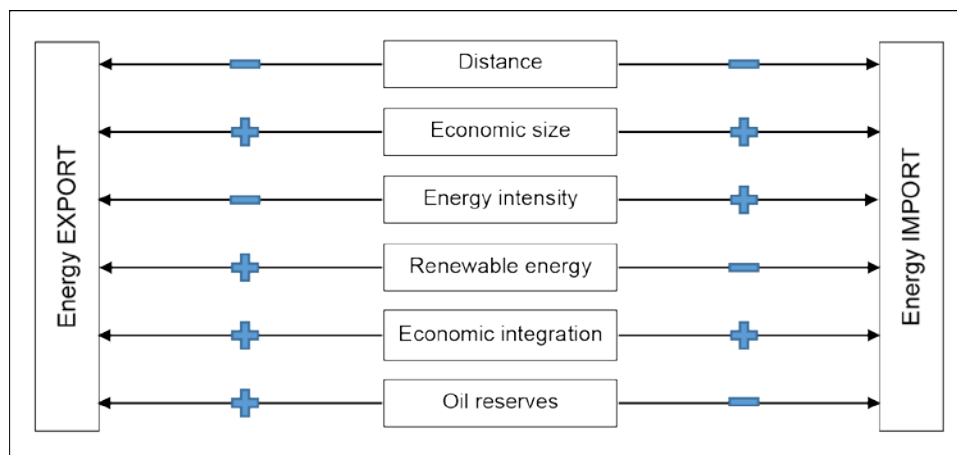 Energy EXPORT
Distance
Economic size
Energy intensity
Renewable energy
Economic integration
Oil reserves
Energy IMPORT